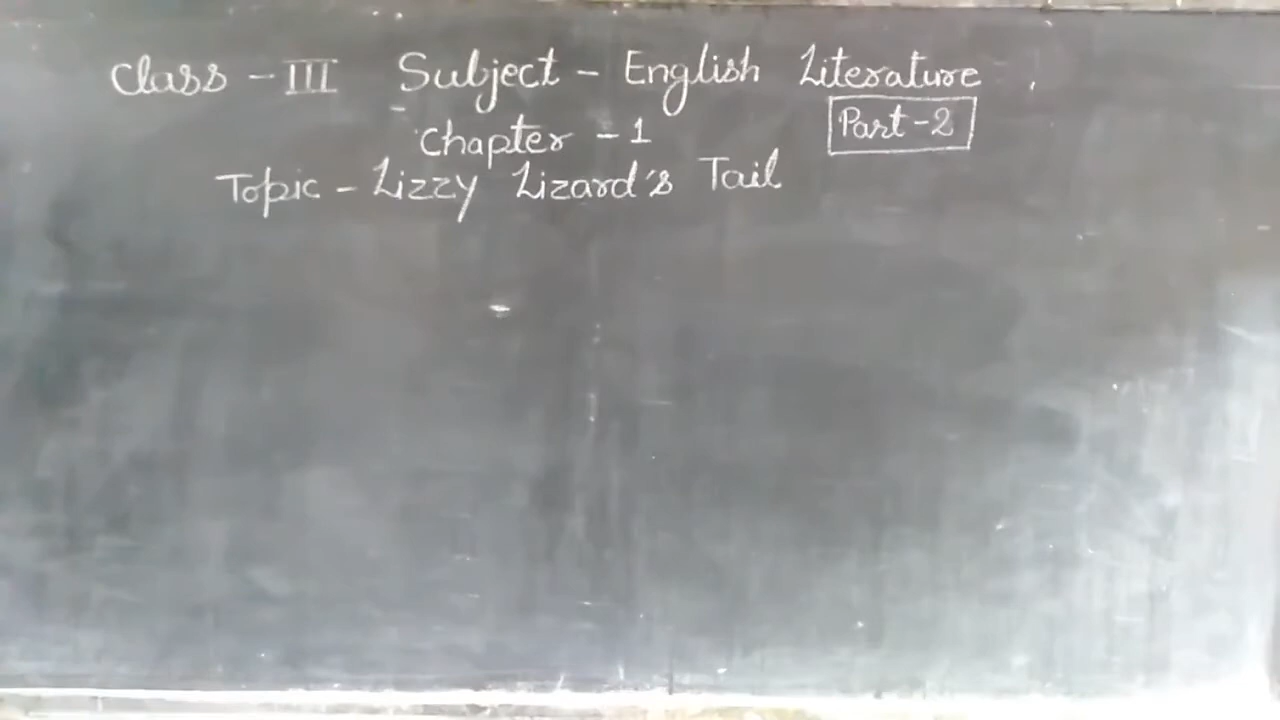 Class - III Subject - English Literature
Part-2
Chapter - 1
Topic - Lizzy Lizard's Tail